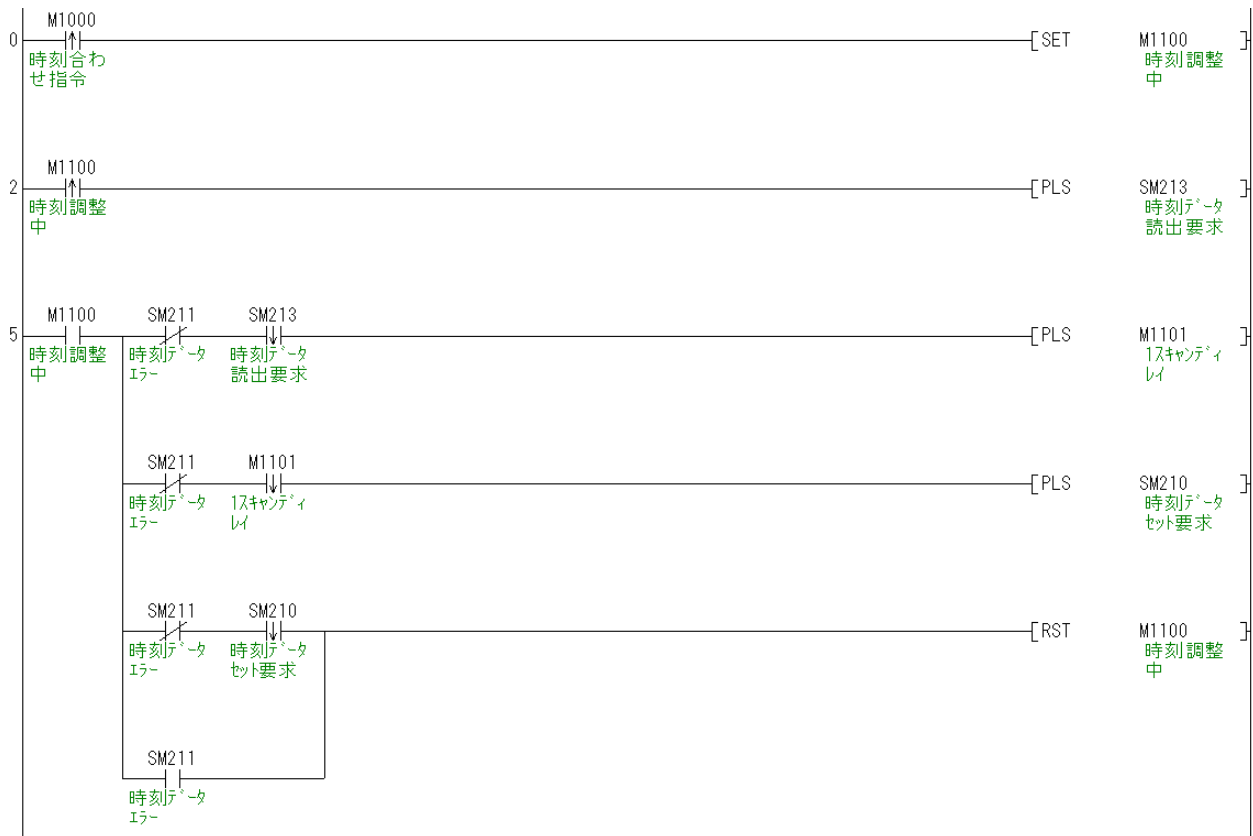 M1000
0
[ SET M1100 ]
時刻合わ
せ指令
時刻調整
中
M1100
2
[ PLS SM213 ]
時刻調整
中
時刻ﾃﾞｰﾀ
読出要求
M1100 SM211 SM213
5
[ PLS M1101 ]
時刻調整
中
時刻ﾃﾞｰﾀ
ｴﾗｰ
時刻ﾃﾞｰﾀ
読出要求
1ｽｷｬﾝﾃﾞｨ
ﾚｲ
SM211 M1101
[ PLS SM210 ]
時刻ﾃﾞｰﾀ
ｴﾗｰ
1ｽｷｬﾝﾃﾞｨ
ﾚｲ
時刻ﾃﾞｰﾀ
ｾｯﾄ要求
SM211 SM210
[ RST M1100 ]
時刻ﾃﾞｰﾀ
ｴﾗｰ
時刻ﾃﾞｰﾀ
ｾｯﾄ要求
時刻調整
中
SM211
時刻ﾃﾞｰﾀ
ｴﾗｰ